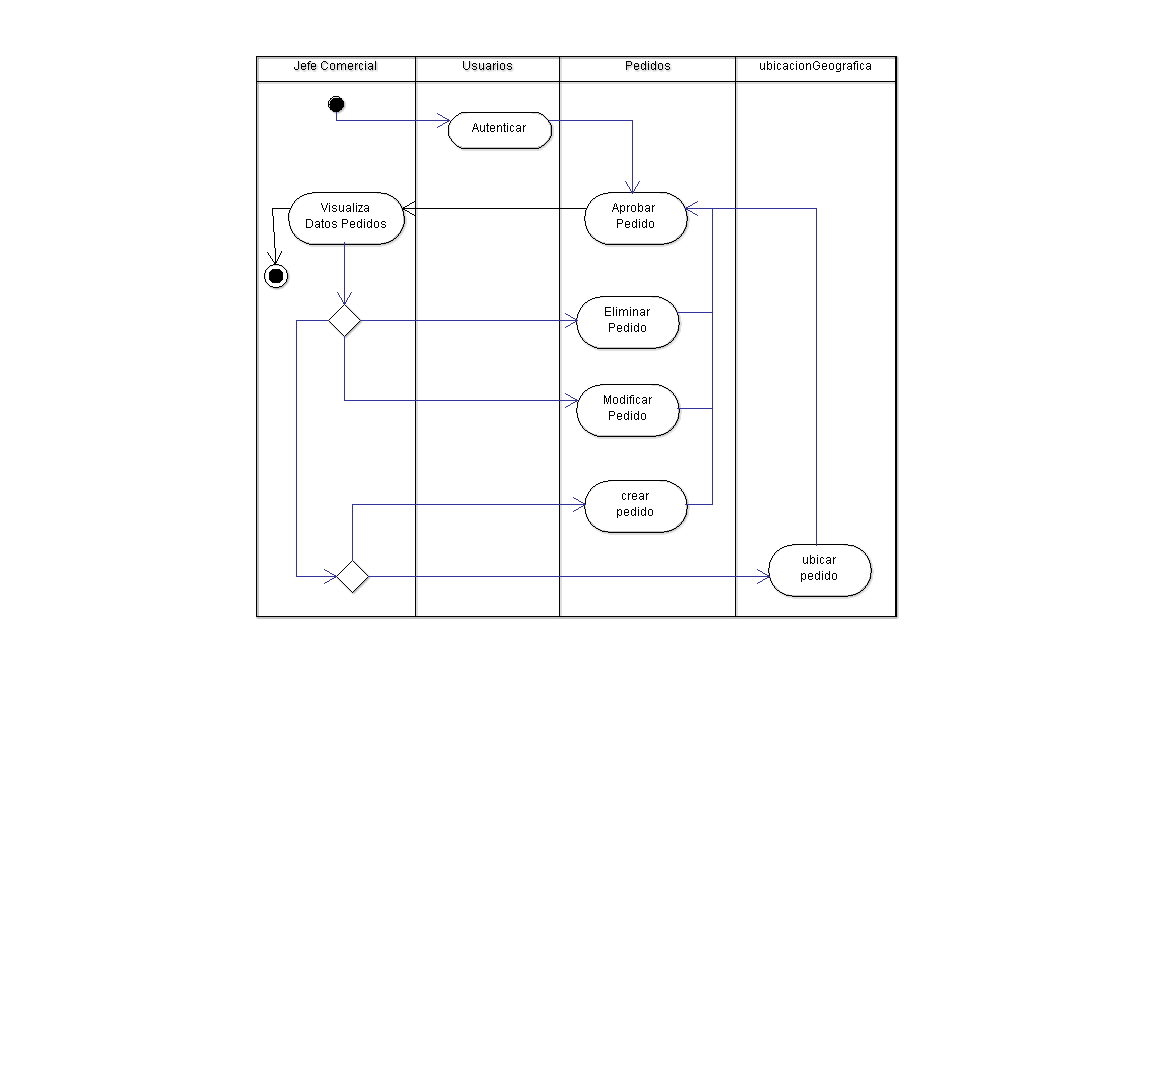 Jefe Comercial
Usuarios
Pedidos
ubicacionGeografica
Autenticar
Visualiza
Datos Pedidos
Aprobar
Pedido
Eliminar
Pedido
Modificar
Pedido
crear
pedido
ubicar
pedido